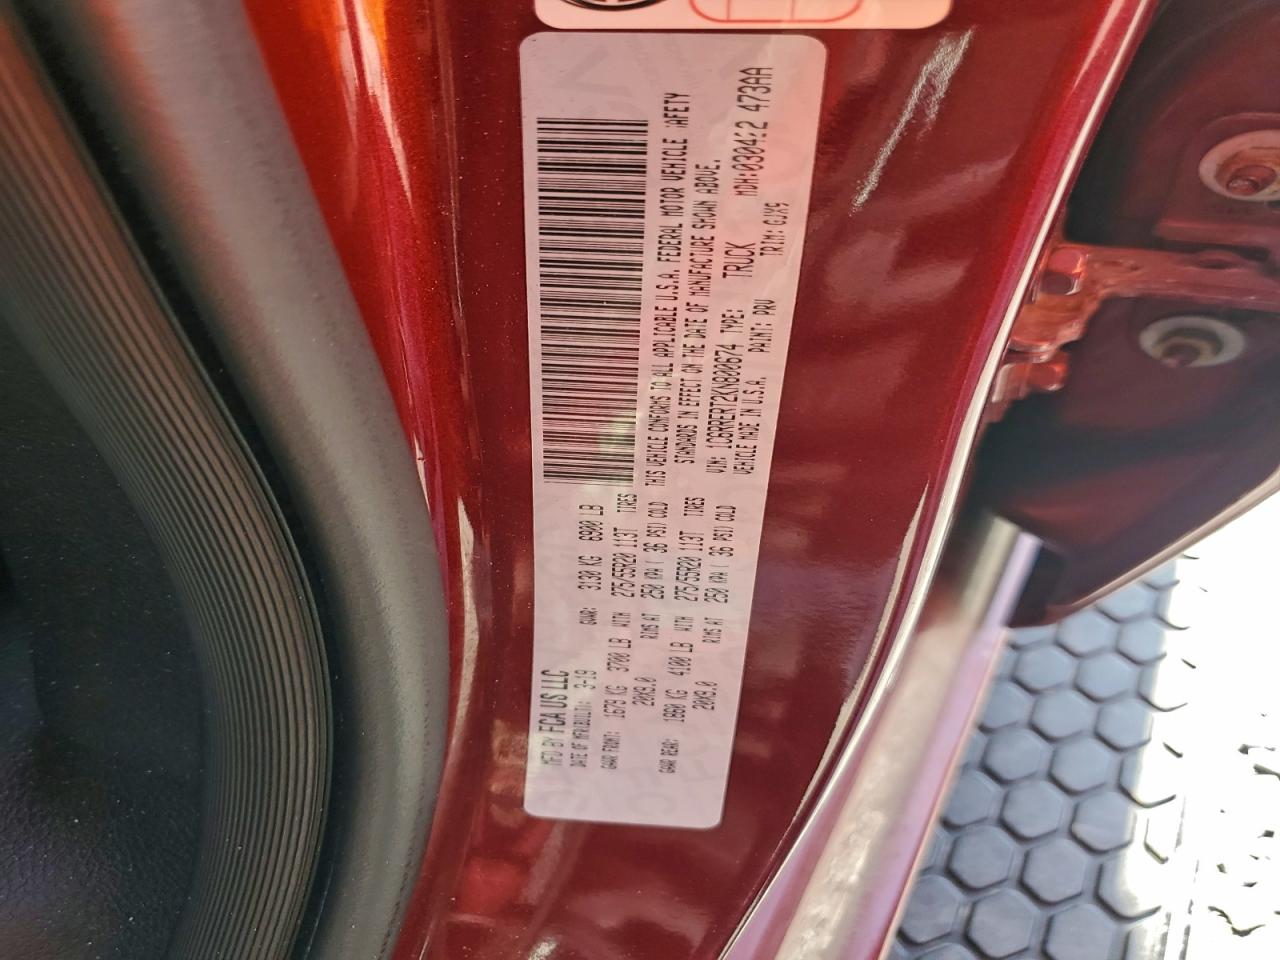 MFD BY FCA US LLC
DATE OF MFR(BUILD): 3-19 GVWR: 3130 KG 6900 LB
GAWR FRONT: 1679 KG 3700 LB WITH 275/55R20 113T TIRES
20X9.0 RIMS AT 250 KPA ( 36 PSI) COLD
GAWR REAR: 1860 KG 4100 LB WITH 275/55R20 113T TIRES
20X9.0 RIMS AT 250 KPA ( 36 PSI) COLD
THIS VEHICLE CONFORMS TO ALL APPLICABLE U.S.A. FEDERAL MOTOR VEHICLE SAFETY
STANDARDS IN EFFECT ON THE DATE OF MANUFACTURE SHOWN ABOVE.
VIN: 1C6RRERT2KN800674 TYPE: TRUCK MDH: 473AA
VEHICLE MADE IN U.S.A. PAINT: PRV TRIM: GJX9